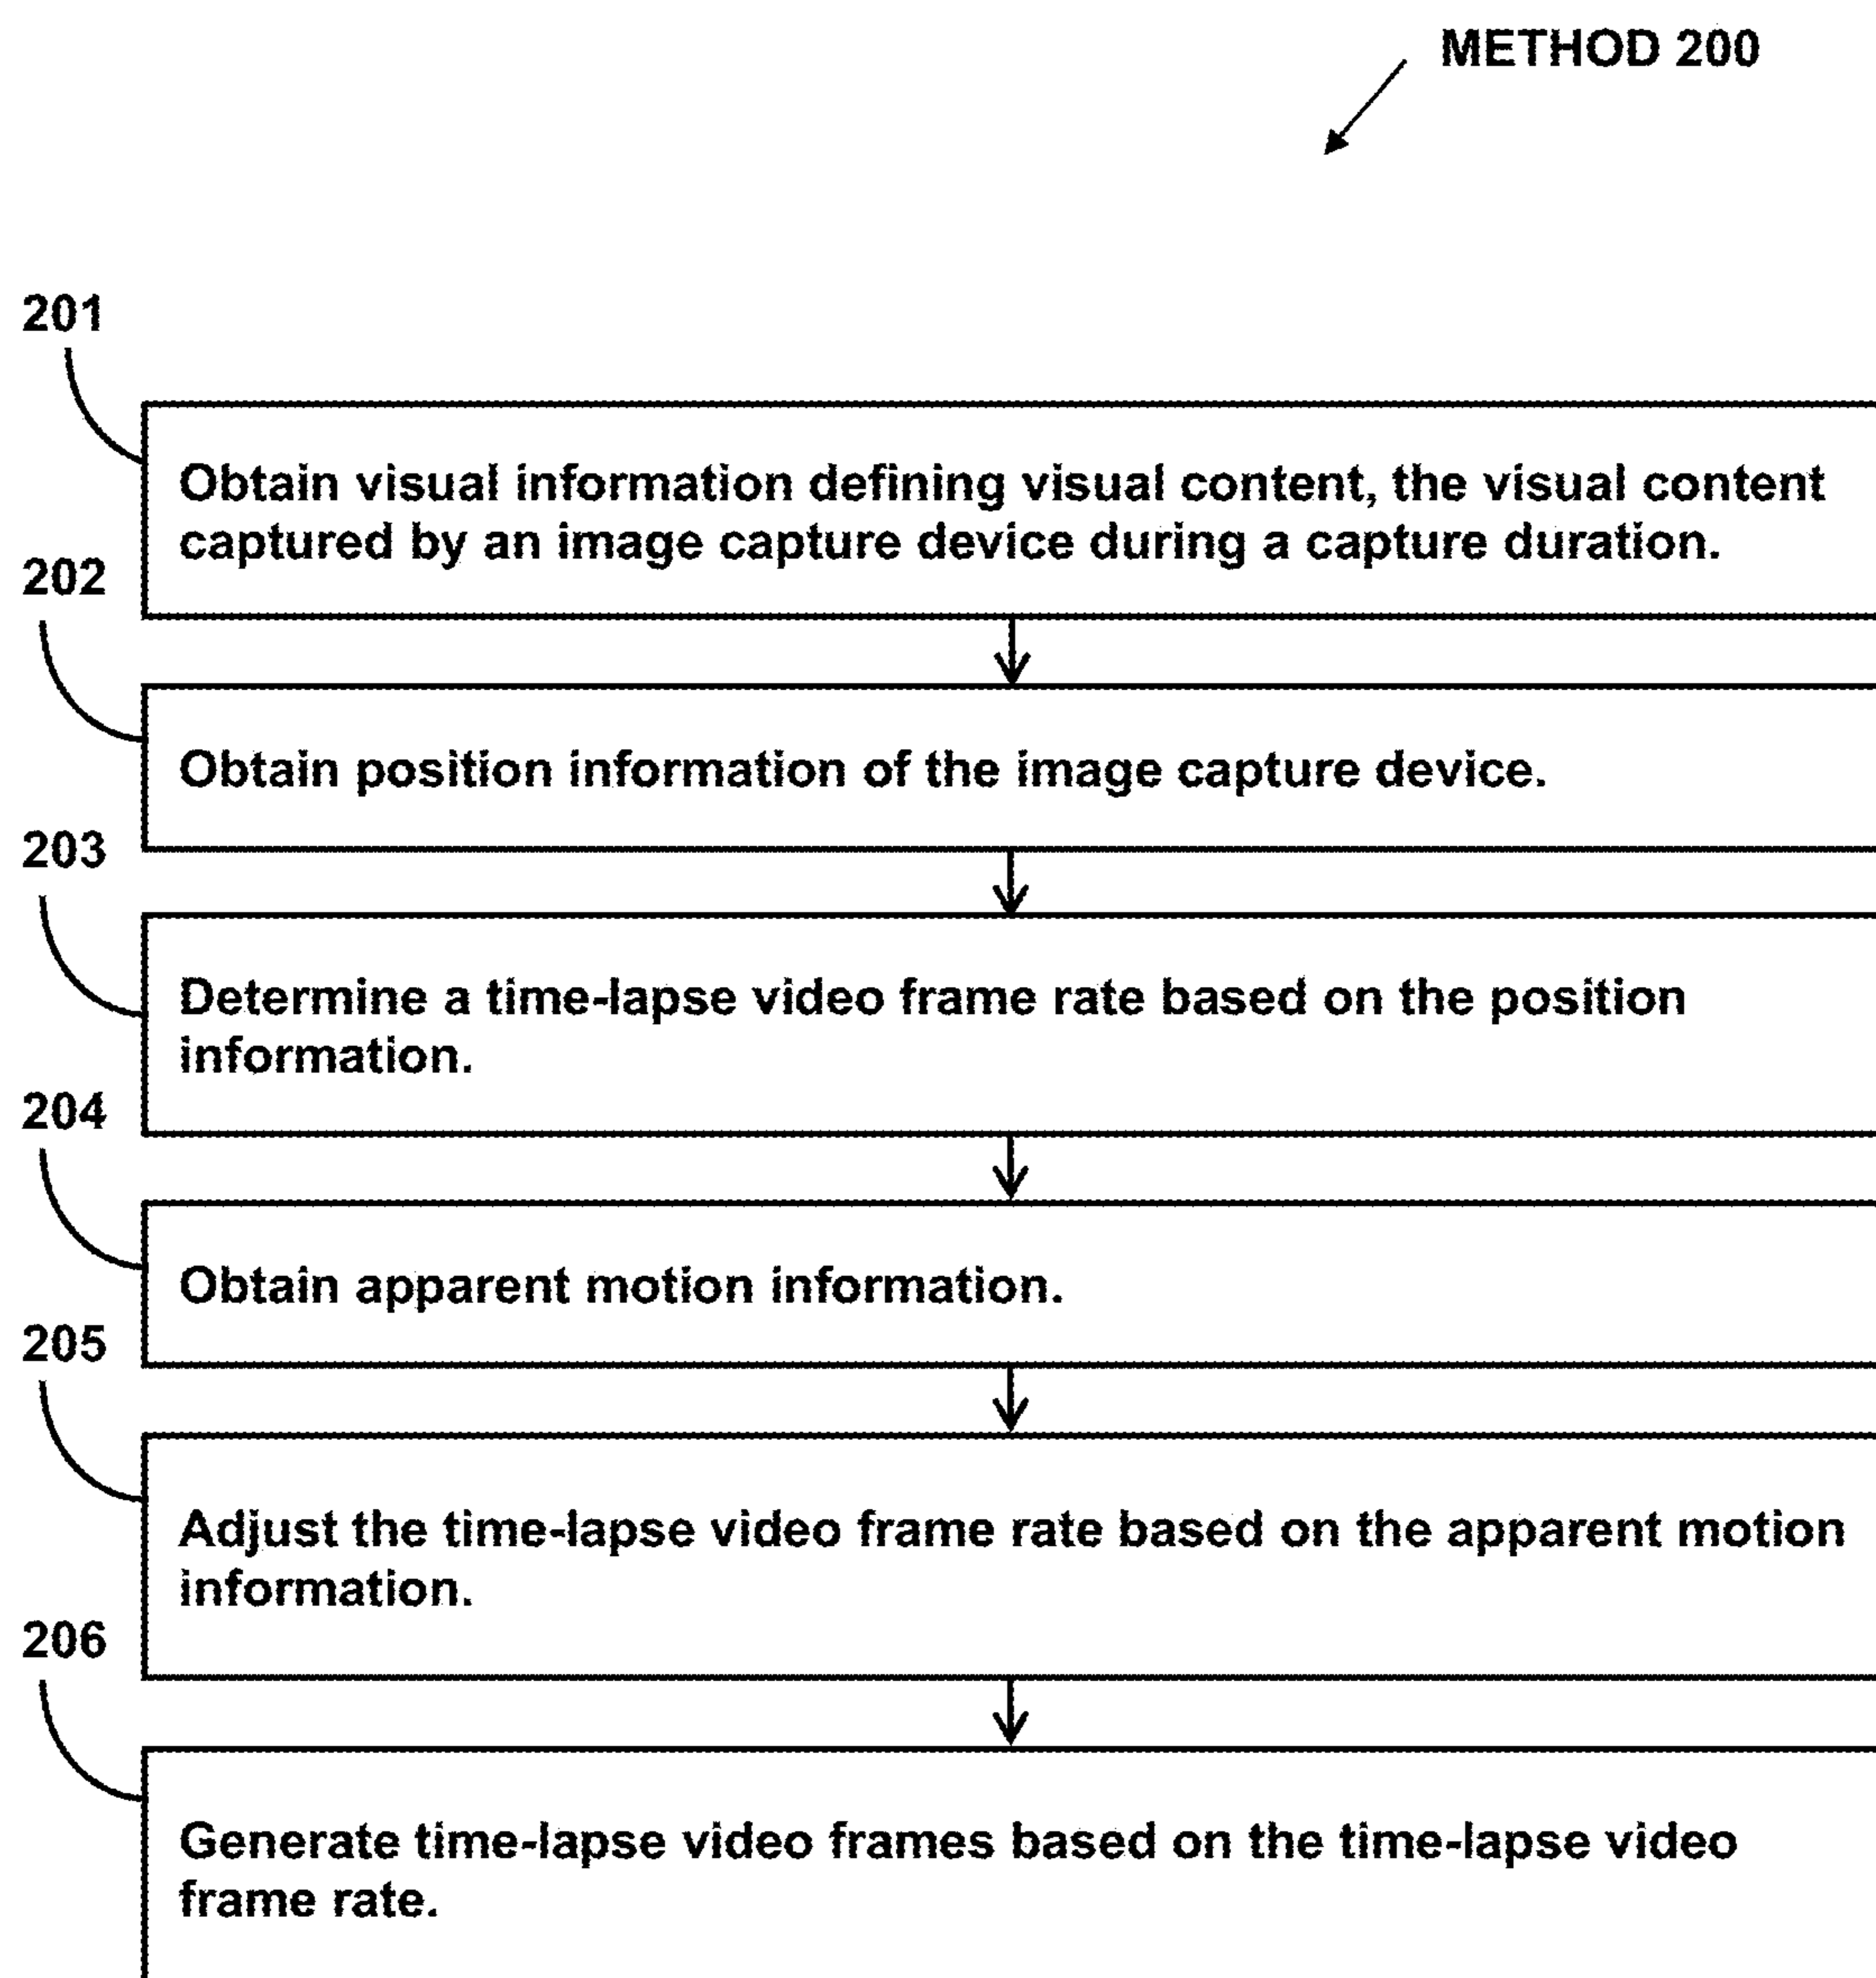 METHOD 200
201
Obtain visual information defining visual content, the visual content
captured by an image capture device during a capture duration.
202
Obtain position information of the image capture device.
203
Determine a time-lapse video frame rate based on the position
information.
204
Obtain apparent motion information.
205
Adjust the time-lapse video frame rate based on the apparent motion
information.
206
Generate time-lapse video frames based on the time-lapse video
frame rate.